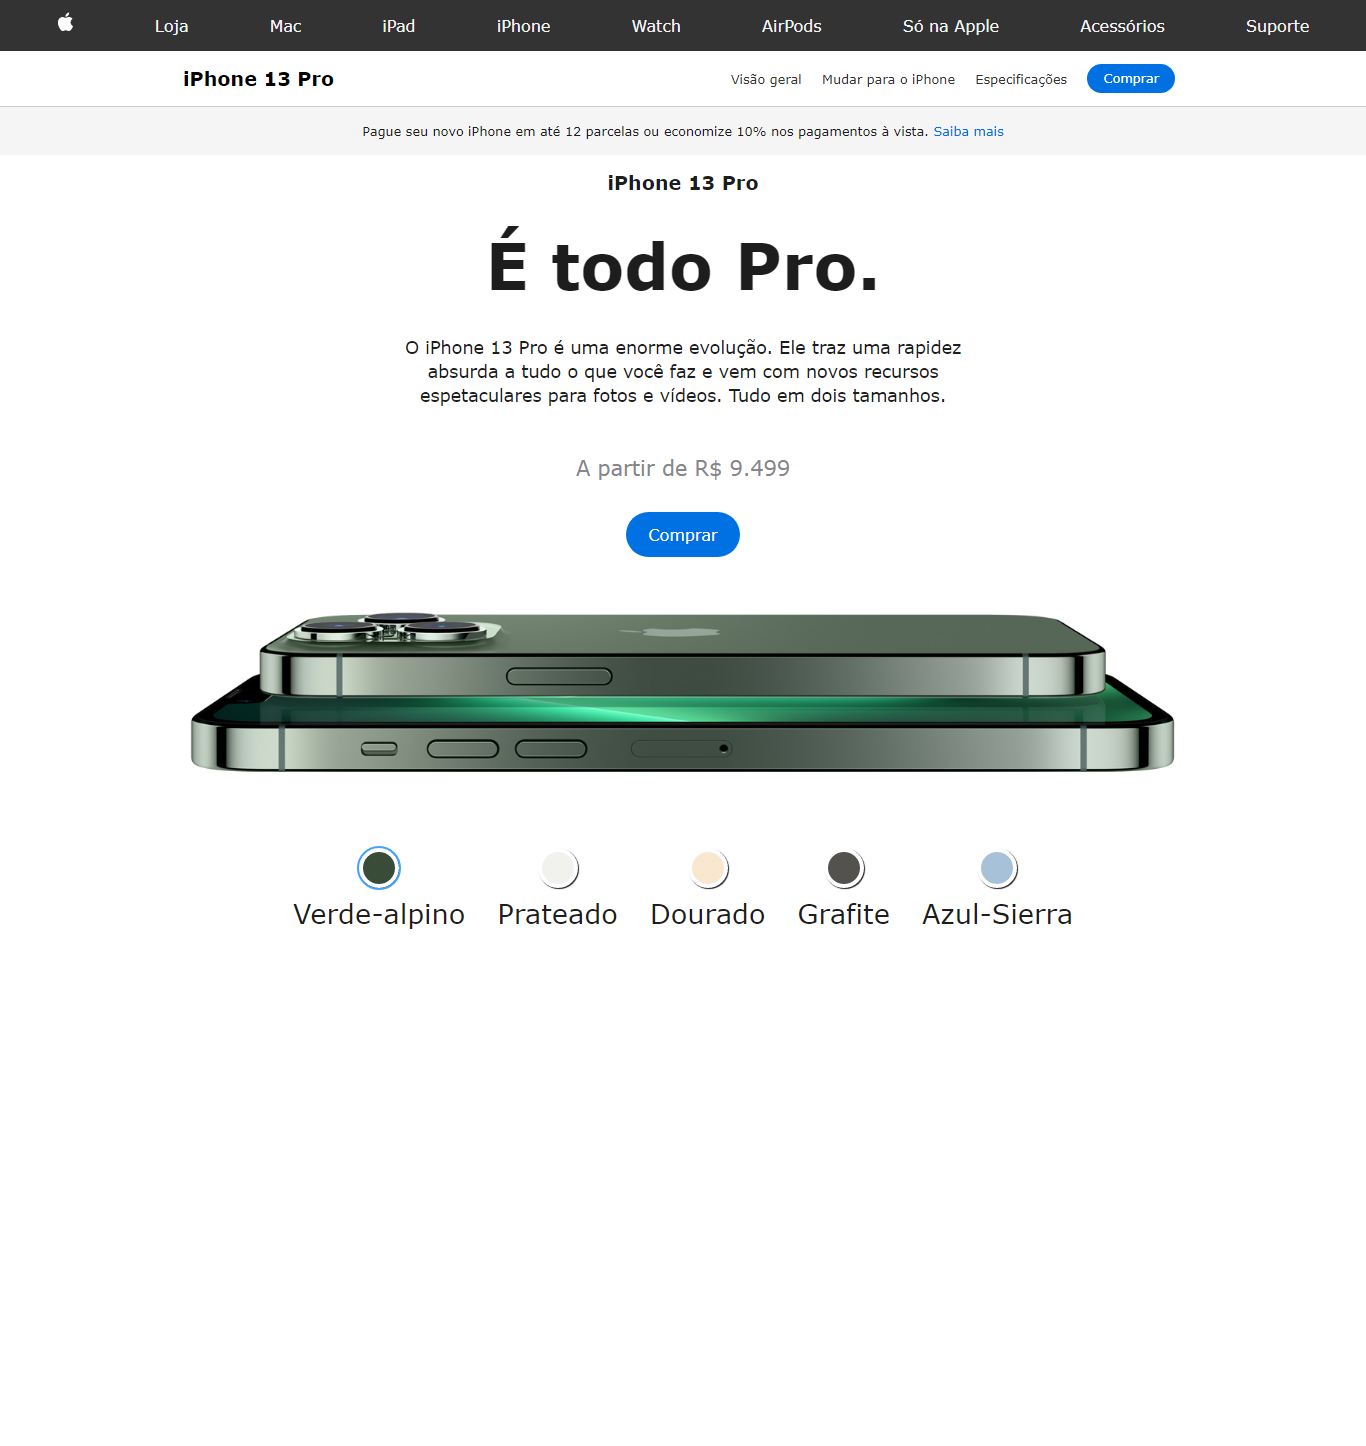 Loja Mac iPad iPhone Watch AirPods Só na Apple Acessórios Suporte
iPhone 13 Pro Visão geral Mudar para o iPhone Especificações Comprar
Pague seu novo iPhone em até 12 parcelas ou economize 10% nos pagamentos à vista. Saiba mais
iPhone 13 Pro
É todo Pro.
O iPhone 13 Pro é uma enorme evolução. Ele traz uma rapidez
absurda a tudo o que você faz e vem com novos recursos
espetaculares para fotos e vídeos. Tudo em dois tamanhos.
A partir de R$ 9.499
Comprar
Verde-alpino Prateado Dourado Grafite Azul-Sierra